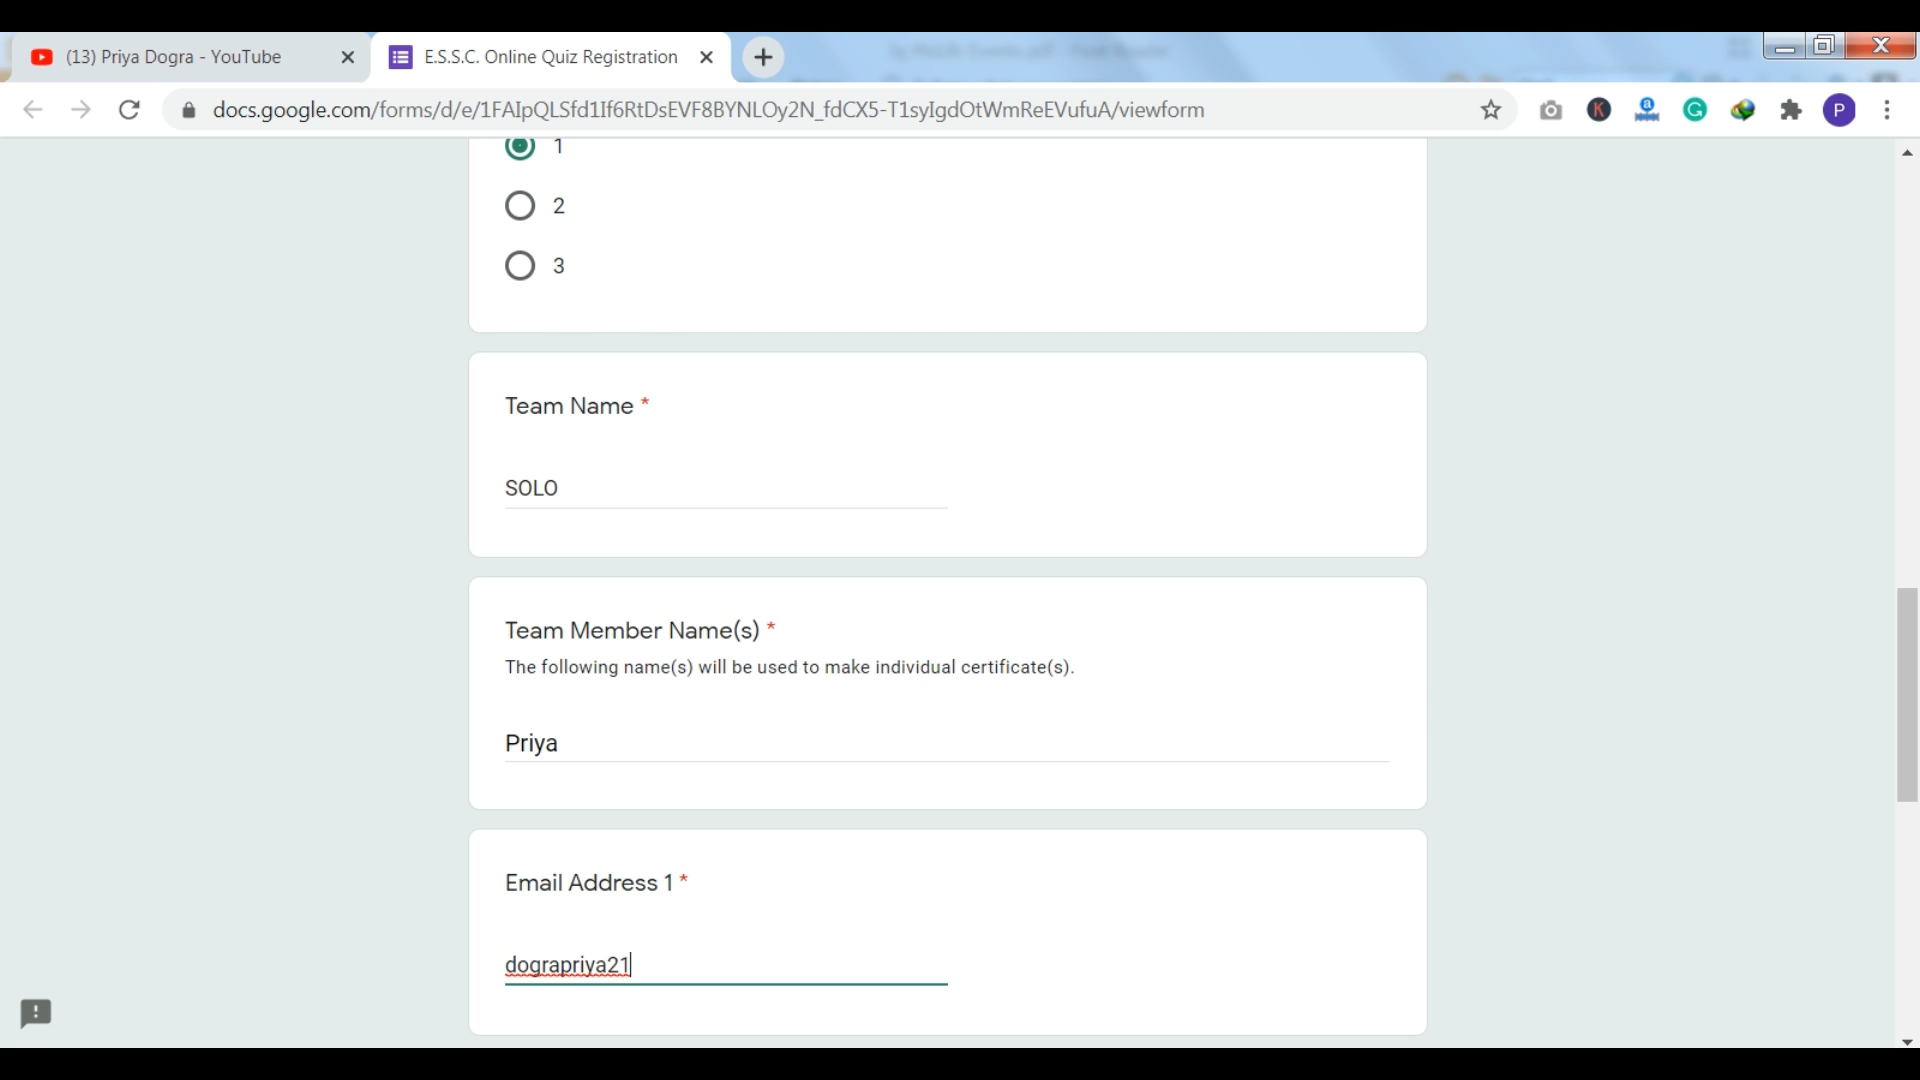 (13) Priya Dogra - YouTube
E.S.S.C. Online Quiz Registration
docs.google.com/forms/d/e/1FAIpQLSfd1If6RtDsEVF8BYNLOy2N_fdCX5-T1syIgdOtWmReEVufuA/viewform
P
1
2
3
Team Name *
SOLO
Team Member Name(s) *
The following name(s) will be used to make individual certificate(s).
Priya
Email Address 1 *
dograpriya21